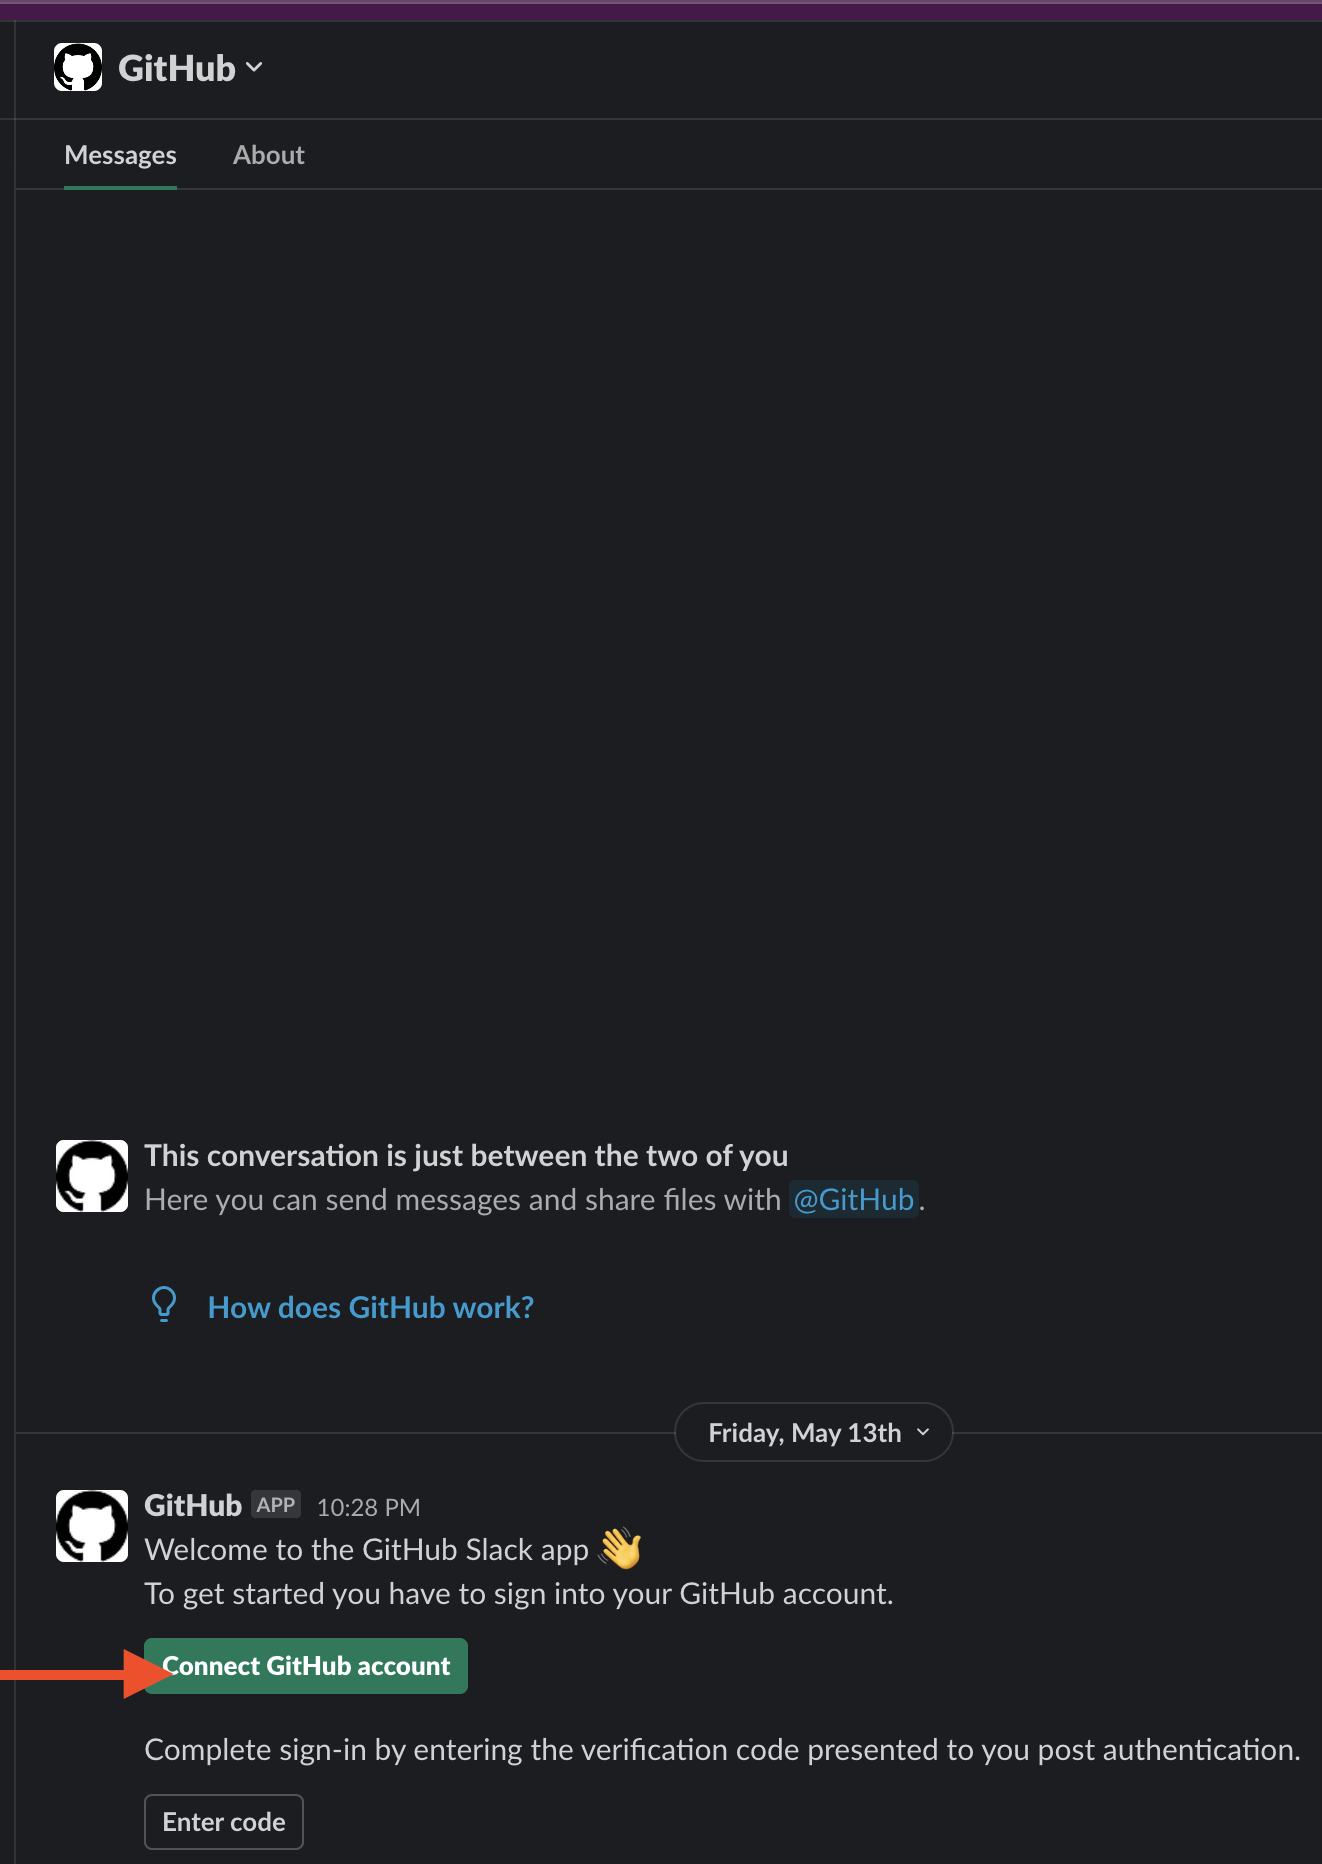 GitHub
Messages About
This conversation is just between the two of you
Here you can send messages and share files with @GitHub.
How does GitHub work?
Friday, May 13th
GitHub APP 10:28 PM
Welcome to the GitHub Slack app 👋
To get started you have to sign into your GitHub account.
Connect GitHub account
Complete sign-in by entering the verification code presented to you post authentication.
Enter code